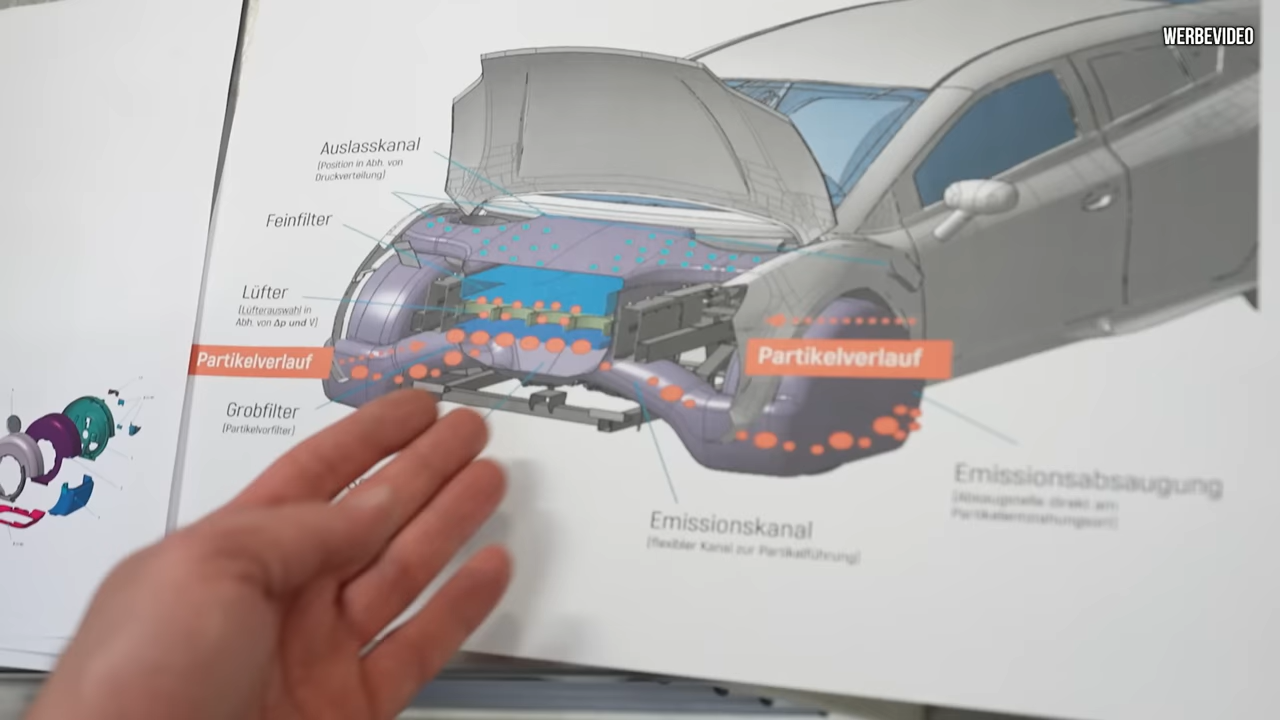 WERBEVIDEO
Auslasskanal
[Position in Abh. von
Druckverteilung]
Feinfilter
Lüfter
[Lüfterauswahl in
Abh. von Δp und V]
Partikelverlauf
Partikelverlauf
Grobfilter
[Partikelvorfilter]
Emissionskanal
[flexibler Kanal zur Partikelführung]
Emissionsabsaugung
[Absaugstelle direkt am
Partikelentstehungsort]